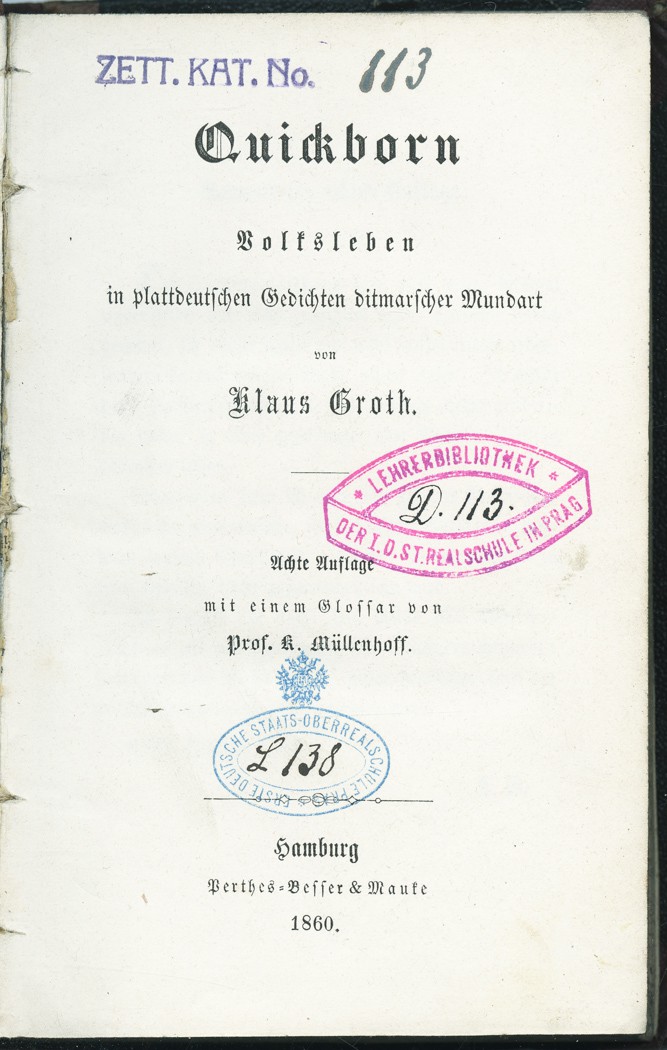 ZETT. KAT. No. 113
Quickborn
Volksleben
in plattdeutschen Gedichten ditmarscher Mundart
von
Klaus Groth.
* LEHRERBIBLIOTHEK *
D. 113.
DER I. D. ST. REALSCHULE IN PRAG
Achte Auflage
mit einem Glossar von
Prof. K. Müllenhoff.
ERSTE DEUTSCHE STAATS-OBERREALSCHULE PRAG
L 138
Hamburg
Perthes-Besser & Mauke
1860.